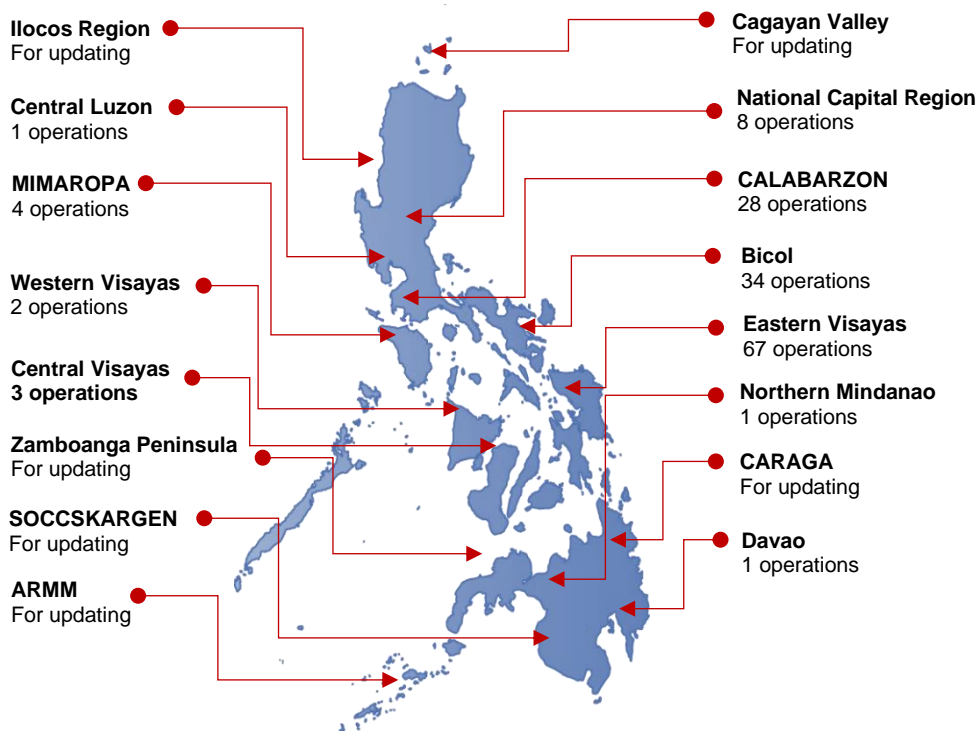 Ilocos Region
For updating
Central Luzon
1 operations
MIMAROPA
4 operations
Western Visayas
2 operations
Central Visayas
3 operations
Zamboanga Peninsula
For updating
SOCCSKARGEN
For updating
ARMM
For updating
Cagayan Valley
For updating
National Capital Region
8 operations
CALABARZON
28 operations
Bicol
34 operations
Eastern Visayas
67 operations
Northern Mindanao
1 operations
CARAGA
For updating
Davao
1 operations